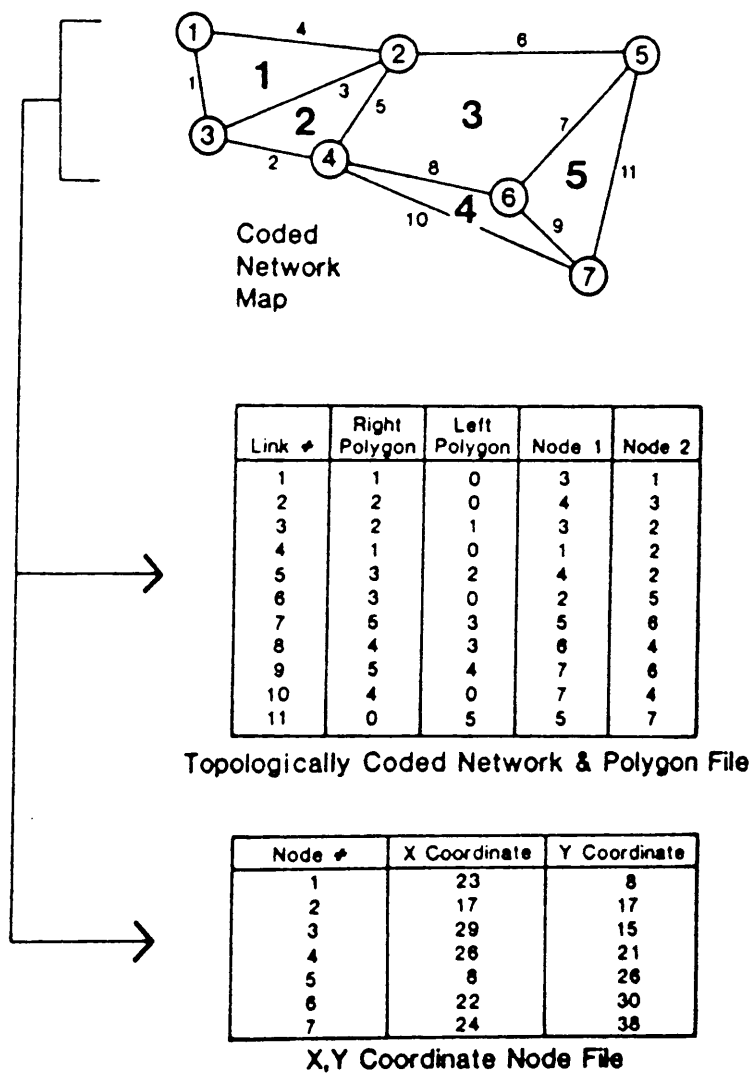 1 4 2 6 5
1 1 3 5 3 7
3 2 2 4 8 6 5 11
10 4 9
7
Coded
Network
Map
Link # Right Polygon Left Polygon Node 1 Node 2
1 1 0 3 1
2 2 0 4 3
3 2 1 3 2
4 1 0 1 2
5 3 2 4 2
6 3 0 2 5
7 5 3 5 6
8 4 3 6 4
9 5 4 7 6
10 4 0 7 4
11 0 5 5 7
Topologically Coded Network & Polygon File
Node # X Coordinate Y Coordinate
1 23 8
2 17 17
3 29 15
4 26 21
5 8 26
6 22 30
7 24 38
X,Y Coordinate Node File